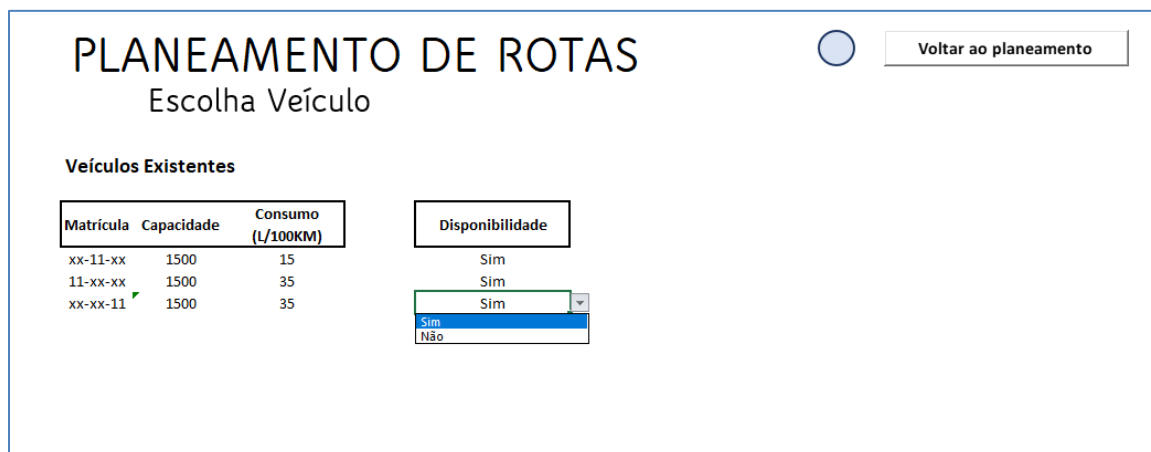 PLANEAMENTO DE ROTAS
Voltar ao planeamento
Escolha Veículo
Veículos Existentes
Matrícula Capacidade Consumo (L/100KM) Disponibilidade
xx-11-xx 1500 15 Sim
11-xx-xx 1500 35 Sim
xx-xx-11 1500 35 Sim
Sim
Não